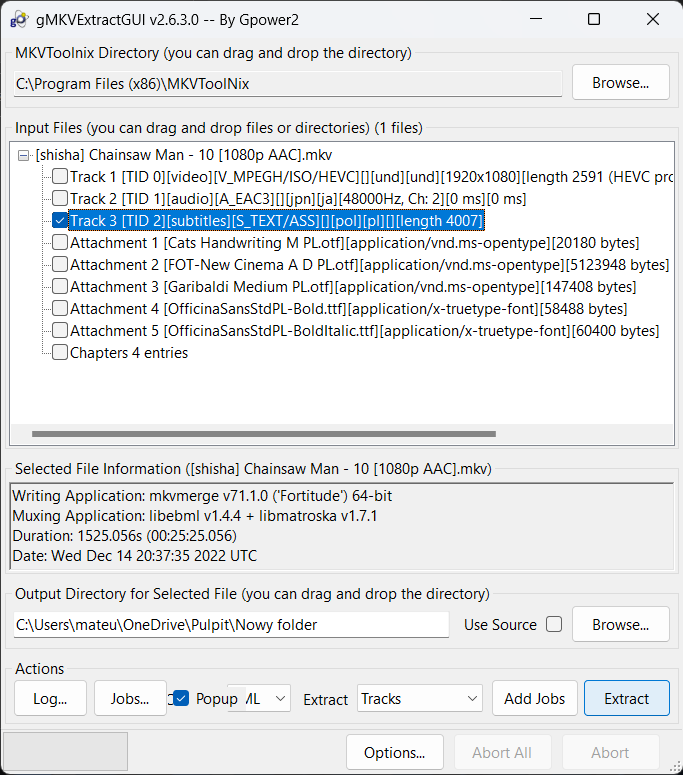 gMKVExtractGUI v2.6.3.0 -- By Gpower2
MKVToolnix Directory (you can drag and drop the directory)
C:\Program Files (x86)\MKVToolNix
Browse...
Input Files (you can drag and drop files or directories) (1 files)
[shisha] Chainsaw Man - 10 [1080p AAC].mkv
Track 1 [TID 0][video][V_MPEGH/ISO/HEVC][][und][und][1920x1080][length 2591 (HEVC pro
Track 2 [TID 1][audio][A_EAC3][][jpn][ja][48000Hz, Ch: 2][0 ms][0 ms]
Track 3 [TID 2][subtitles][S_TEXT/ASS][][pol][pl][][length 4007]
Attachment 1 [Cats Handwriting M PL.otf][application/vnd.ms-opentype][20180 bytes]
Attachment 2 [FOT-New Cinema A D PL.otf][application/vnd.ms-opentype][5123948 bytes]
Attachment 3 [Garibaldi Medium PL.otf][application/vnd.ms-opentype][147408 bytes]
Attachment 4 [OfficinaSansStdPL-Bold.ttf][application/x-truetype-font][58488 bytes]
Attachment 5 [OfficinaSansStdPL-BoldItalic.ttf][application/x-truetype-font][60400 bytes]
Chapters 4 entries
Selected File Information ([shisha] Chainsaw Man - 10 [1080p AAC].mkv)
Writing Application: mkvmerge v71.1.0 ('Fortitude') 64-bit
Muxing Application: libebml v1.4.4 + libmatroska v1.7.1
Duration: 1525.056s (00:25:25.056)
Date: Wed Dec 14 20:37:35 2022 UTC
Output Directory for Selected File (you can drag and drop the directory)
C:\Users\mateu\OneDrive\Pulpit\Nowy folder
Use Source
Browse...
Actions
Log...
Jobs...
Popup
ML
Extract
Tracks
Add Jobs
Extract
Options...
Abort All
Abort